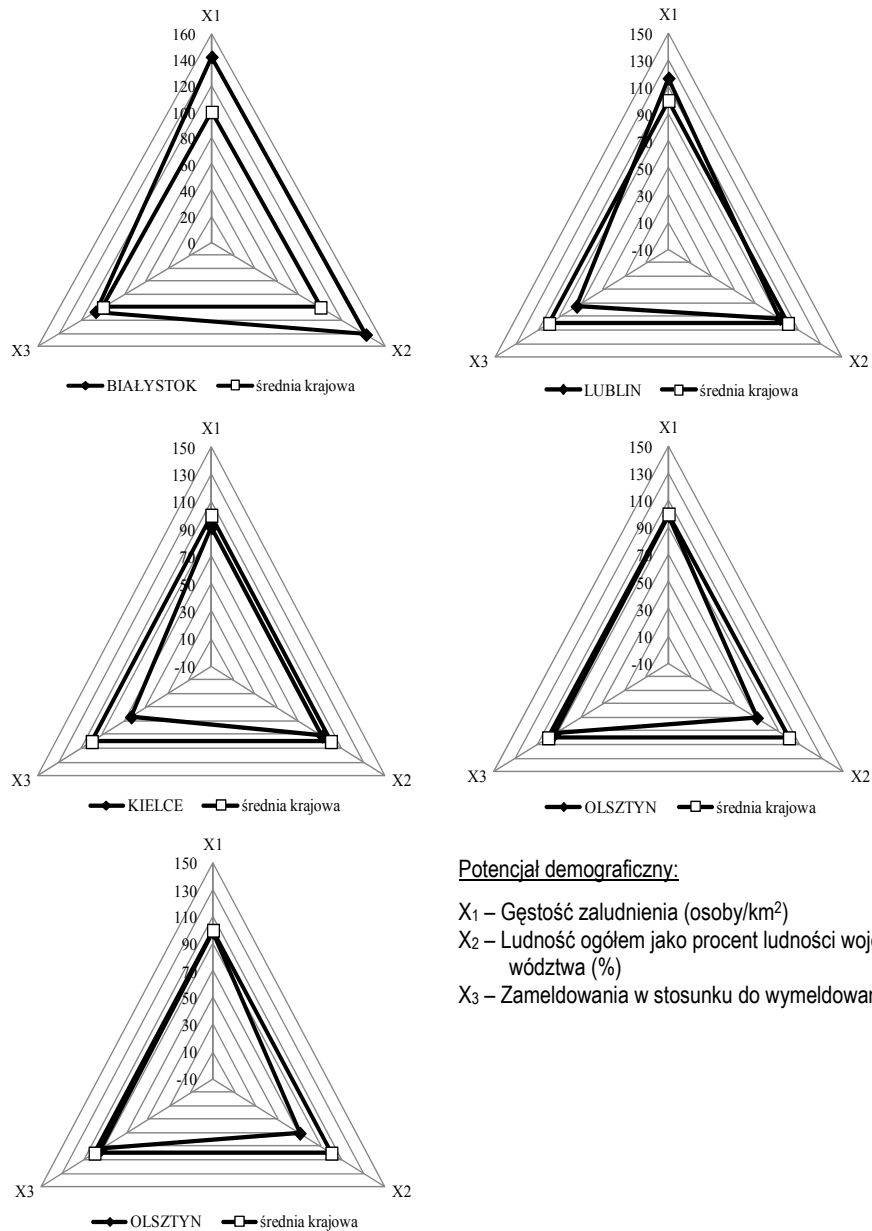 X1
160
140
120
100
80
60
40
20
0
X3
X2
BIAŁYSTOK średnia krajowa
X1
150
130
110
90
70
50
30
10
-10
X3
X2
LUBLIN średnia krajowa
X1
150
130
110
90
70
50
30
10
-10
X3
X2
KIELCE średnia krajowa
X1
150
130
110
90
70
50
30
10
-10
X3
X2
OLSZTYN średnia krajowa
X1
150
130
110
90
70
50
30
10
-10
X3
X2
OLSZTYN średnia krajowa
Potencjał demograficzny:
X1 – Gęstość zaludnienia (osoby/km²)
X2 – Ludność ogółem jako procent ludności
wództwa (%)
X3 – Zameldowania w stosunku do